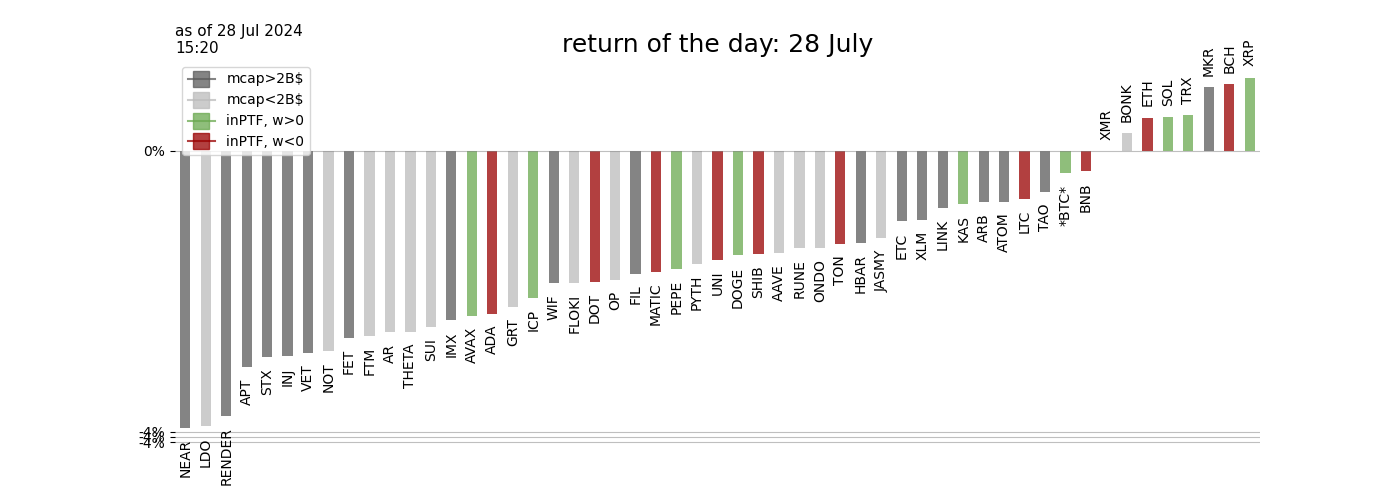 as of 28 Jul 2024
15:20
return of the day: 28 July
mcap>2B$
mcap<2B$
inPTF, w>0
inPTF, w<0
0%
-4%
-4%
-4%
NEAR
LDO
RENDER
APT
STX
INJ
VET
NOT
FET
FTM
AR
THETA
SUI
IMX
AVAX
ADA
GRT
ICP
WIF
FLOKI
DOT
OP
FIL
MATIC
PEPE
PYTH
UNI
DOGE
SHIB
AAVE
RUNE
ONDO
TON
HBAR
JASMY
ETC
XLM
LINK
KAS
ARB
ATOM
LTC
TAO
*BTC*
BNB
XMR
BONK
ETH
SOL
TRX
MKR
BCH
XRP